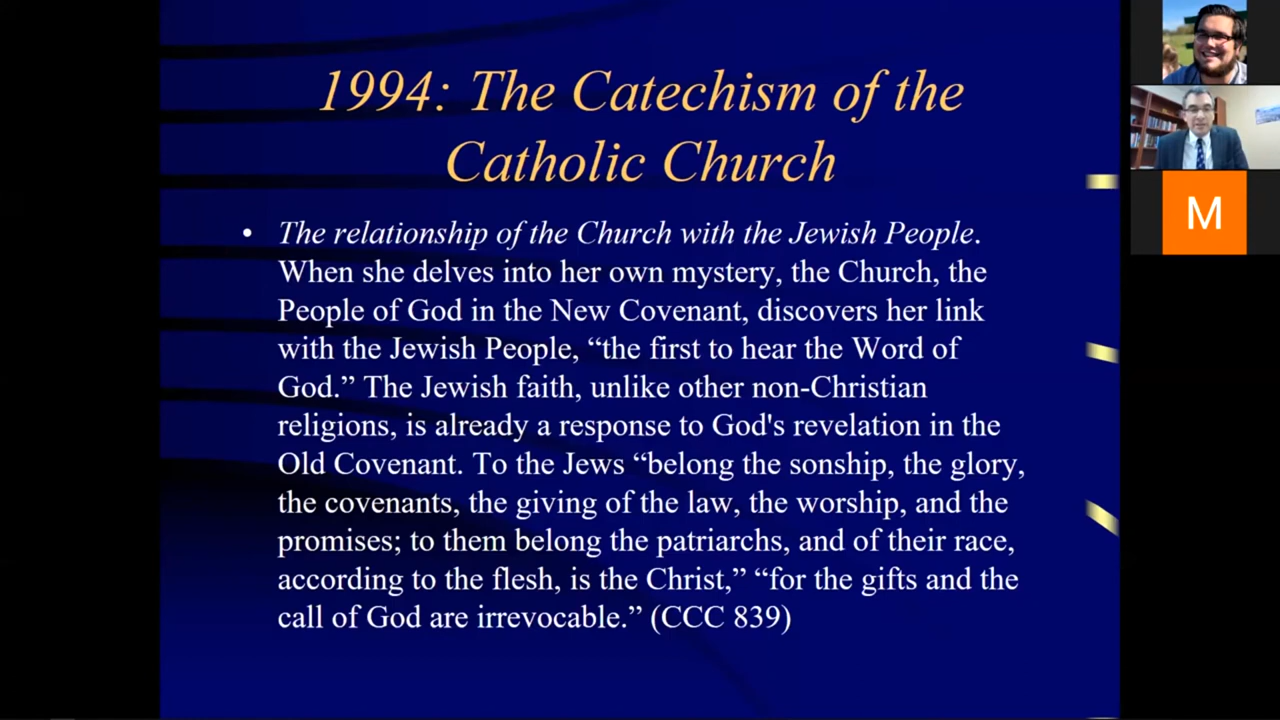 1994: The Catechism of the
Catholic Church
• The relationship of the Church with the Jewish People.
When she delves into her own mystery, the Church, the
People of God in the New Covenant, discovers her link
with the Jewish People, “the first to hear the Word of
God.” The Jewish faith, unlike other non-Christian
religions, is already a response to God's revelation in the
Old Covenant. To the Jews “belong the sonship, the glory,
the covenants, the giving of the law, the worship, and the
promises; to them belong the patriarchs, and of their race,
according to the flesh, is the Christ,” “for the gifts and the
call of God are irrevocable.” (CCC 839)
M